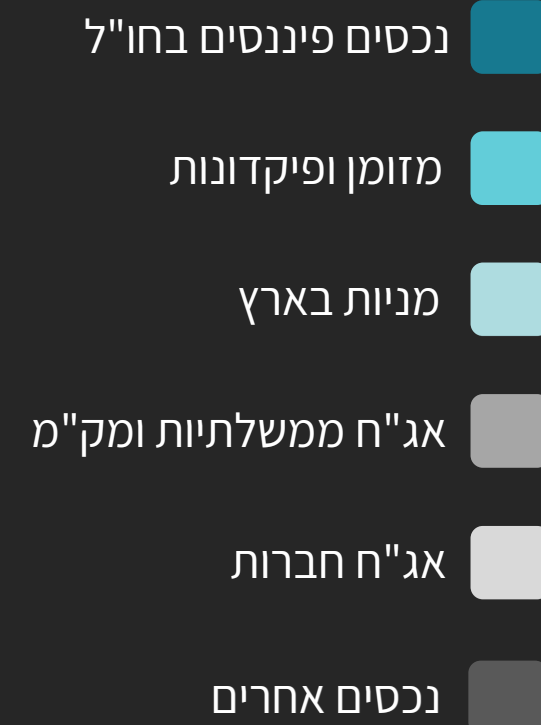 נכסים פיננסים בחו"ל
מזומן ופיקדונות
מניות בארץ
אג"ח ממשלתיות ומק"מ
אג"ח חברות
נכסים אחרים